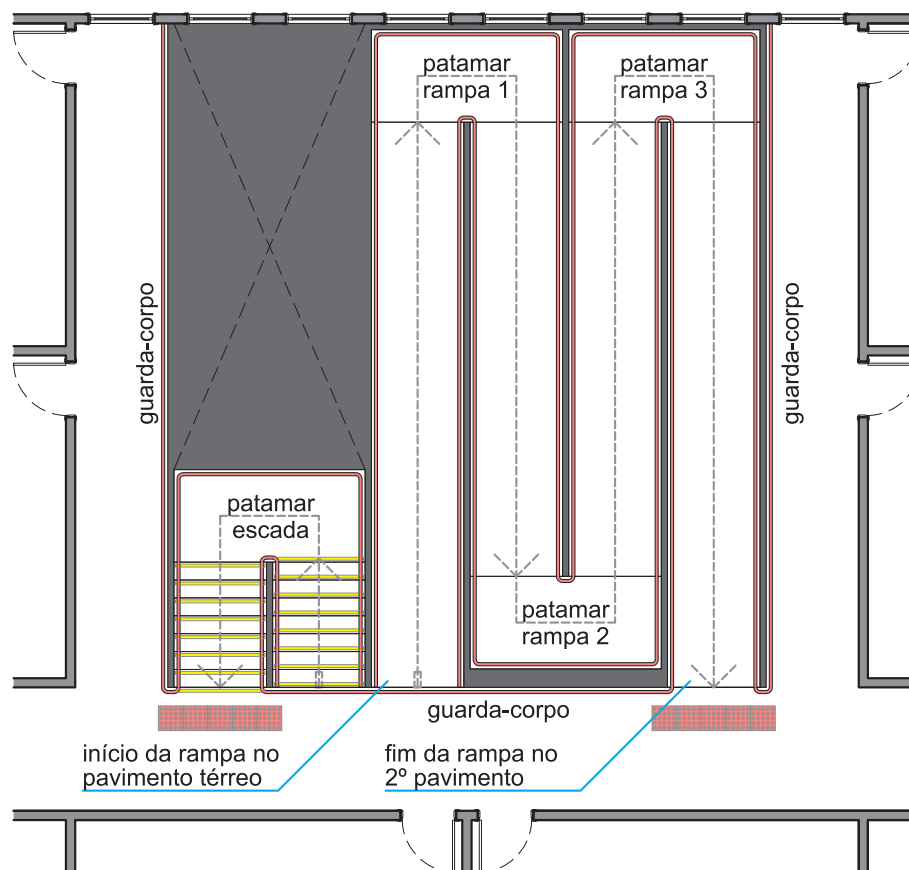 patamar
rampa 1
patamar
rampa 3
guarda-corpo
guarda-corpo
patamar
escada
patamar
rampa 2
guarda-corpo
início da rampa no
pavimento térreo
fim da rampa no
2º pavimento